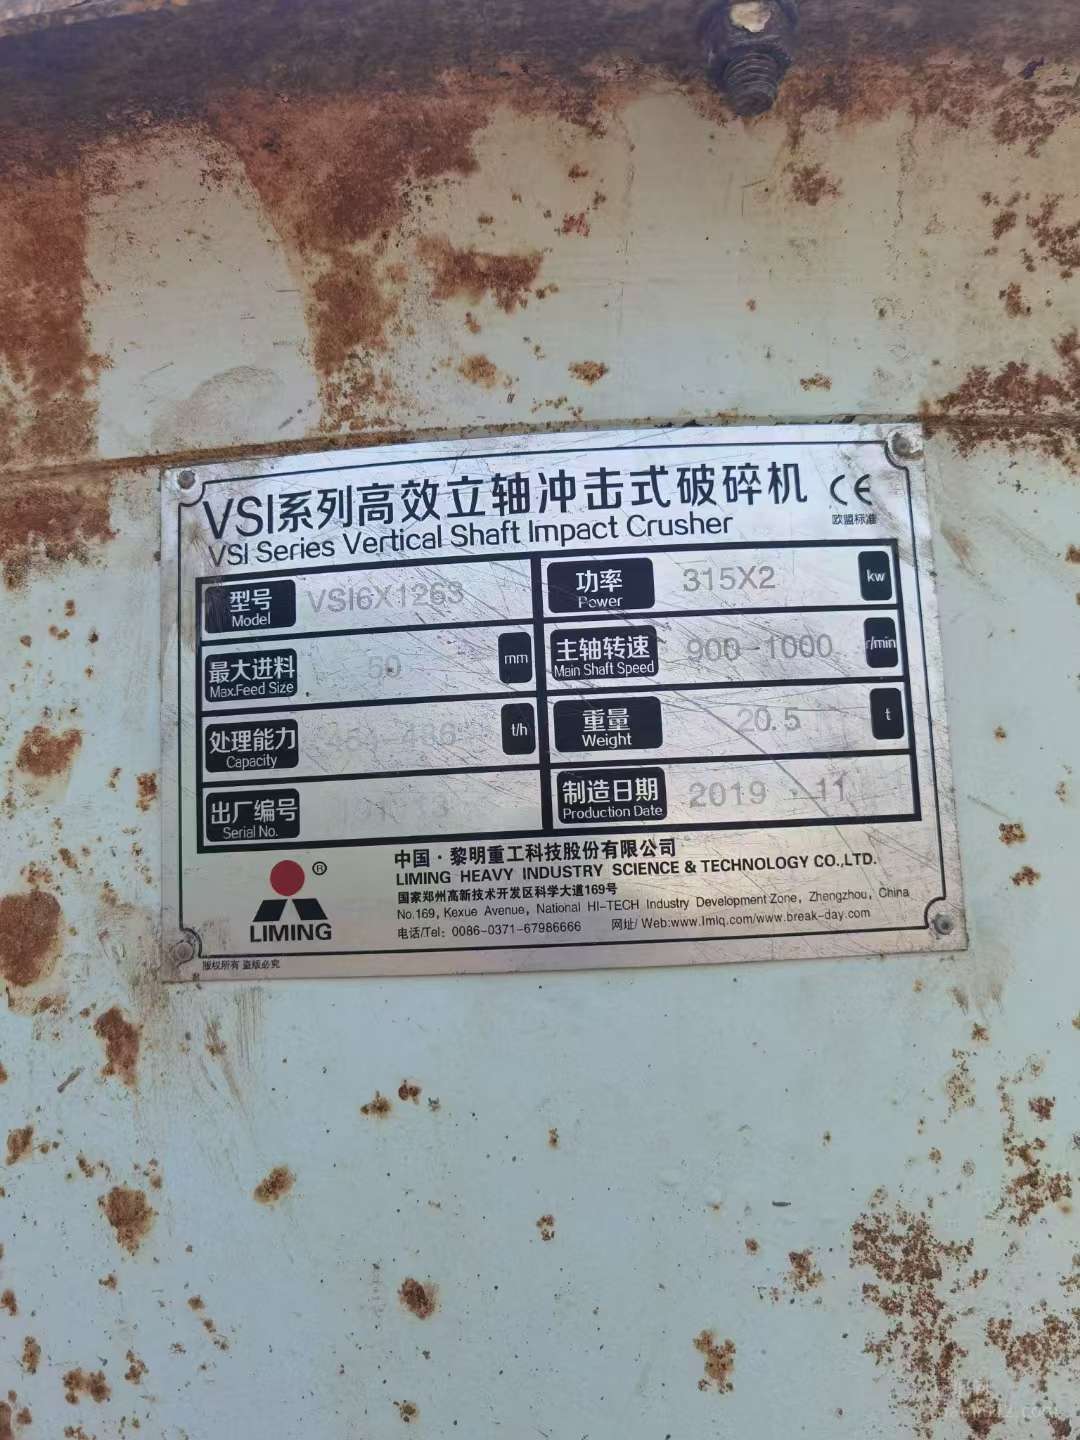 VSI系列高效立轴冲击式破碎机
VSI Series Vertical Shaft Impact Crusher
CE
欧盟标准
型号 Model VSI6X1263
功率 Power 315X2 kw
最大进料 Max.Feed Size 50 mm
主轴转速 Main Shaft Speed 900-1000 r/min
处理能力 Capacity t/h
重量 Weight 20.5 t
出厂编号 Serial No.
制造日期 Production Date 2019 . 11
LIMING ®
中国·黎明重工科技股份有限公司
LIMING HEAVY INDUSTRY SCIENCE & TECHNOLOGY CO.,LTD.
国家郑州高新技术开发区科学大道169号
No.169, Kexue Avenue, National HI-TECH Industry Development Zone, Zhengzhou, China
电话/Tel: 0086-0371-67986666 网址/ Web:www.lmlq.com/www.break-day.com
版权所有 盗版必究